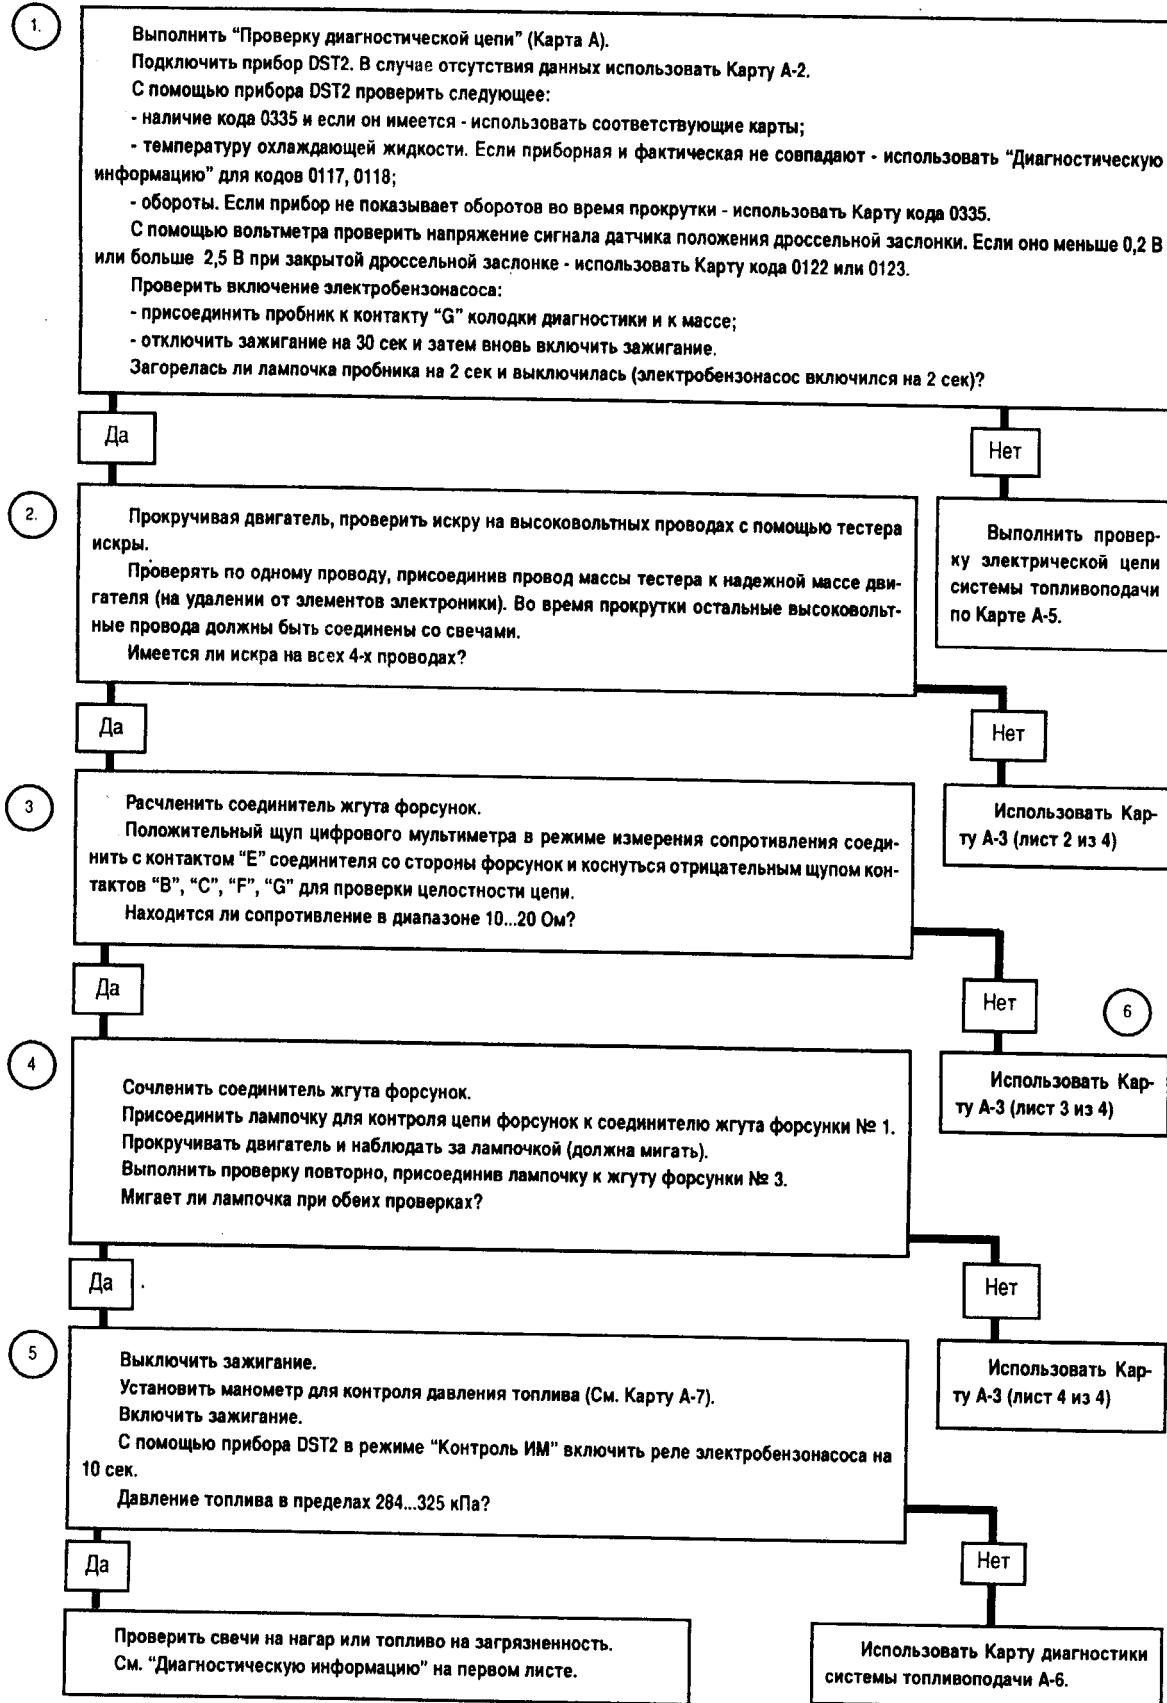 1.
Выполнить “Проверку диагностической цепи” (Карта А).
Подключить прибор DST2. В случае отсутствия данных использовать Карту А-2.
С помощью прибора DST2 проверить следующее:
- наличие кода 0335 и если он имеется - использовать соответствующие карты;
- температуру охлаждающей жидкости. Если приборная и фактическая не совпадают - использовать “Диагностическую
информацию” для кодов 0117, 0118;
- обороты. Если прибор не показывает оборотов во время прокрутки - использовать Карту кода 0335.
С помощью вольтметра проверить напряжение сигнала датчика положения дроссельной заслонки. Если оно меньше 0,2 В
или больше 2,5 В при закрытой дроссельной заслонке - использовать Карту кода 0122 или 0123.
Проверить включение электробензонасоса:
- присоединить пробник к контакту “G” колодки диагностики и к массе;
- отключить зажигание на 30 сек и затем вновь включить зажигание.
Загорелась ли лампочка пробника на 2 сек и выключилась (электробензонасос включился на 2 сек)?
Да
Нет
2.
Прокручивая двигатель, проверить искру на высоковольтных проводах с помощью тестера
искры.
Проверять по одному проводу, присоединив провод массы тестера к надежной массе дви-
гателя (на удалении от элементов электроники). Во время прокрутки остальные высоковольт-
ные провода должны быть соединены со свечами.
Имеется ли искра на всех 4-х проводах?
Выполнить провер-
ку электрической цепи
системы топливоподачи
по Карте А-5.
Да
Нет
3
Расчленить соединитель жгута форсунок.
Положительный щуп цифрового мультиметра в режиме измерения сопротивления соеди-
нить с контактом “Е” соединителя со стороны форсунок и коснуться отрицательным щупом кон-
тактов “В”, “С”, “F”, “G” для проверки целостности цепи.
Находится ли сопротивление в диапазоне 10...20 Ом?
Использовать Кар-
ту А-3 (лист 2 из 4)
Да
Нет
6
4
Сочленить соединитель жгута форсунок.
Присоединить лампочку для контроля цепи форсунок к соединителю жгута форсунки № 1.
Прокручивать двигатель и наблюдать за лампочкой (должна мигать).
Выполнить проверку повторно, присоединив лампочку к жгуту форсунки № 3.
Мигает ли лампочка при обеих проверках?
Использовать Кар-
ту А-3 (лист 3 из 4)
Да
Нет
5
Выключить зажигание.
Установить манометр для контроля давления топлива (См. Карту А-7).
Включить зажигание.
С помощью прибора DST2 в режиме “Контроль ИМ” включить реле электробензонасоса на
10 сек.
Давление топлива в пределах 284...325 кПа?
Использовать Кар-
ту А-3 (лист 4 из 4)
Да
Нет
Проверить свечи на нагар или топливо на загрязненность.
См. “Диагностическую информацию” на первом листе.
Использовать Карту диагностики
системы топливоподачи А-6.